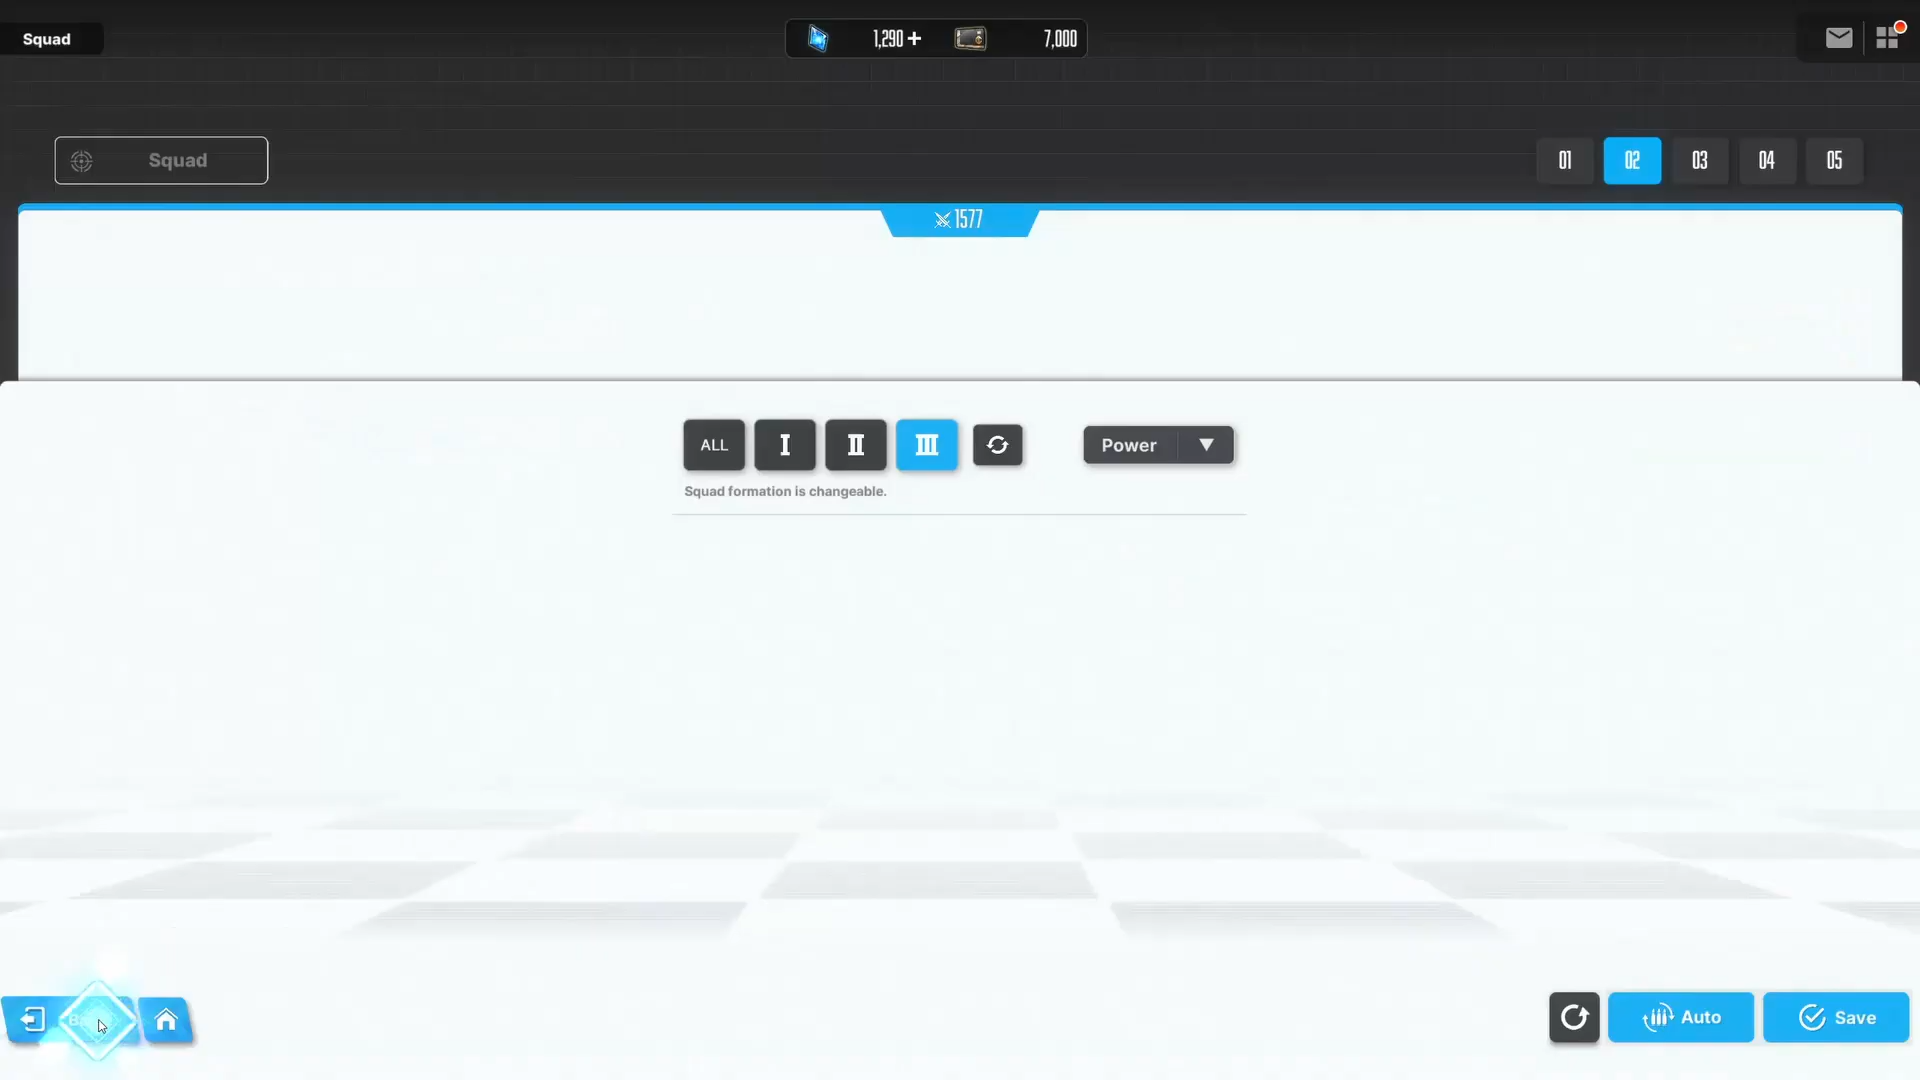 Squad
1,290 +
7,000
Squad
01
02
03
04
05
1577
ALL
I
II
III
Power
Squad formation is changeable.
Auto
Save